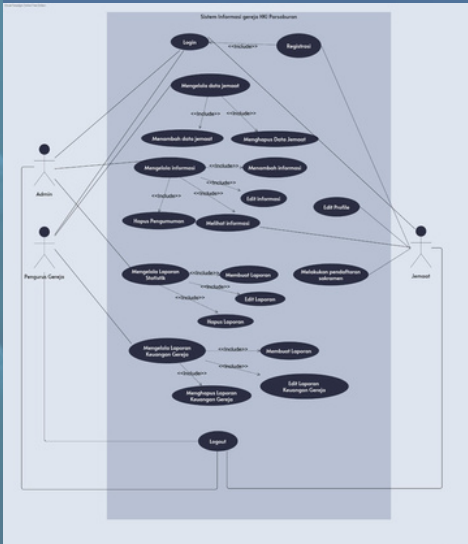 Sistem Informasi gereja HKI Parsaburan
Login
<<Include>>
Registrasi
Mengelola data jemaat
<<Include>>
<<Include>>
Menambah data jemaat
Menghapus Data Jemaat
Mengelola Informasi
<<Include>>
Menambah Informasi
<<Include>>
Edit Informasi
<<Include>>
Hapus Pengumuman
Melihat informasi
Edit Profile
Admin
Pengurus Gereja
Jemaat
Mengelola Laporan
Statistik
<<Include>>
Membuat Laporan
Melakukan pendaftaran
sakramen
<<Include>>
Edit Laporan
<<Include>>
Hapus Laporan
Mengelola Laporan
Keuangan Gereja
<<Include>>
Membuat Laporan
<<Include>>
<<Include>>
Edit Laporan
Keuangan Gereja
Menghapus Laporan
Keuangan Gereja
Logout